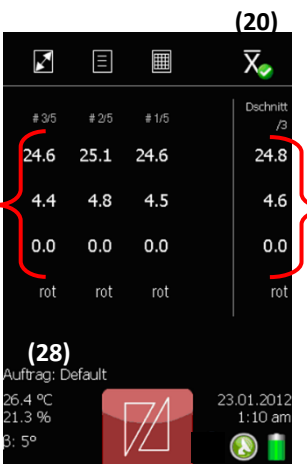 (20)
X
# 3/5 # 2/5 # 1/5 Dschnitt /3
24.6 25.1 24.6 24.8
4.4 4.8 4.5 4.6
0.0 0.0 0.0 0.0
rot rot rot rot
(28)
Auftrag: Default
26.4 °C 23.01.2012
21.3 % 1:10 am
β: 5°